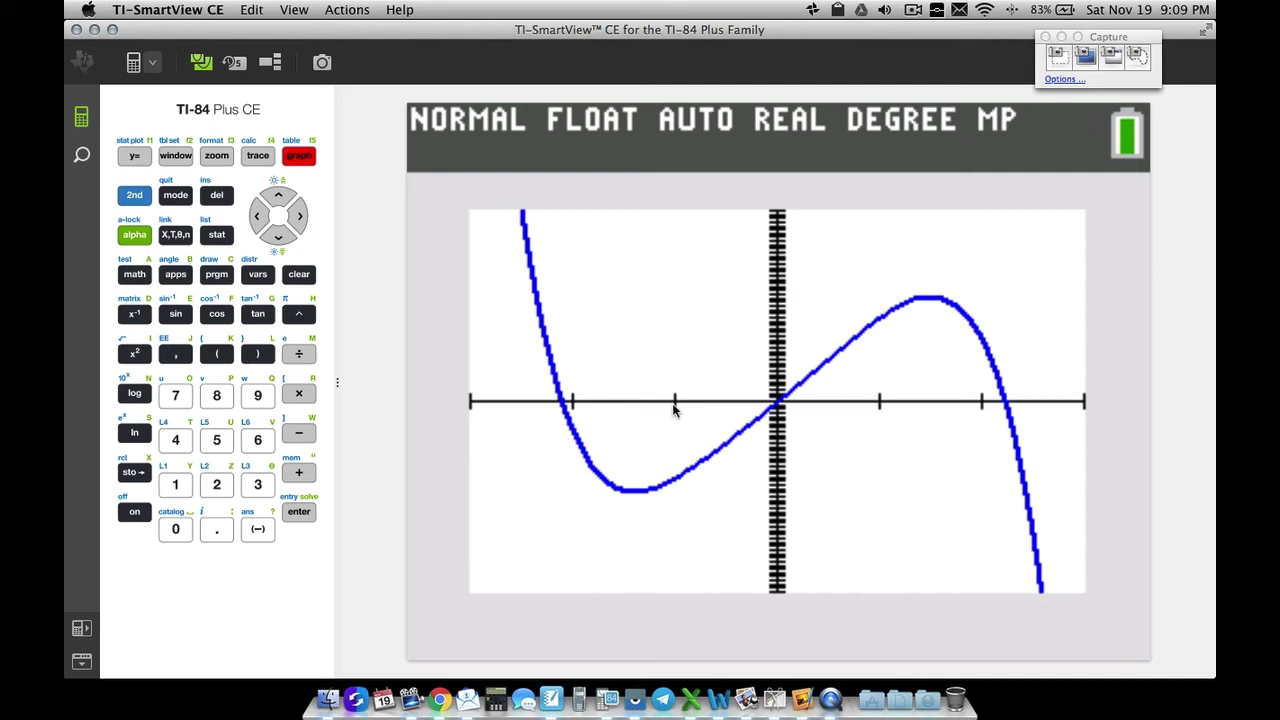 TI-SmartView CE Edit View Actions Help 83% Sat Nov 19 9:09 PM
TI-SmartView™ CE for the TI-84 Plus Family
Capture
Options ...
TI-84 Plus CE
NORMAL FLOAT AUTO REAL DEGREE MP
stat plot f1 tbl set f2 format f3 calc f4 table f5
y= window zoom trace graph
quit ins
2nd mode del
a-lock link list
alpha X,T,θ,n stat
test A angle B draw C distr
math apps prgm vars clear
matrix D sin⁻¹ E cos⁻¹ F tan⁻¹ G π H
x⁻¹ sin cos tan ^
√ I EE J { K } L e M
x² , ( ) ÷
10ˣ N u O v P w Q [ R
log 7 8 9 ×
eˣ S L4 T L5 U L6 V ] W
ln 4 5 6 −
rcl X L1 Y L2 Z L3 θ mem "
sto→ 1 2 3 +
off catalog i : ans ? entry solve
on 0 . (−) enter